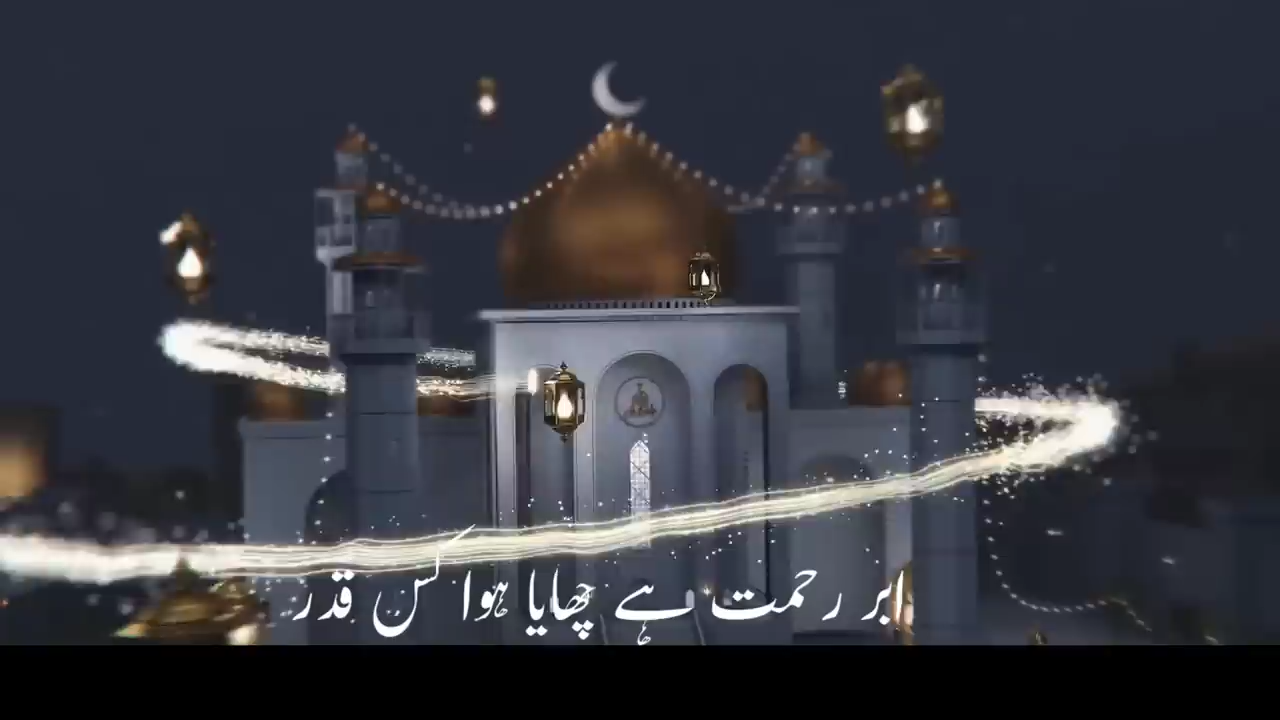 ابر رحمت ہے چھایا ہوا کس قدر